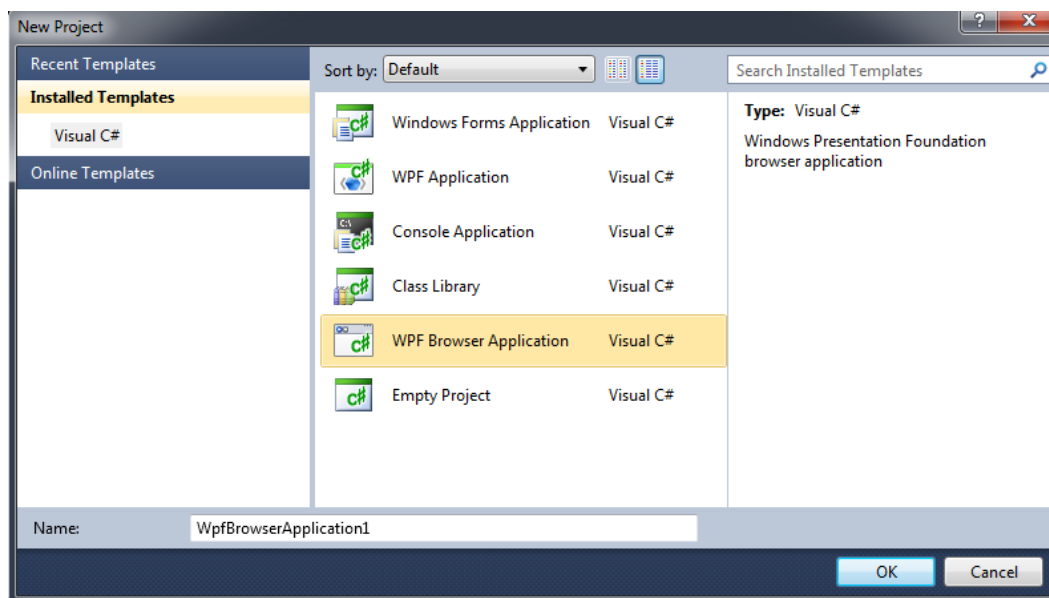 New Project
Recent Templates
Installed Templates
Visual C#
Online Templates
Sort by: Default
Windows Forms Application Visual C#
WPF Application Visual C#
Console Application Visual C#
Class Library Visual C#
WPF Browser Application Visual C#
Empty Project Visual C#
Search Installed Templates
Type: Visual C#
Windows Presentation Foundation
browser application
Name: WpfBrowserApplication1
OK Cancel